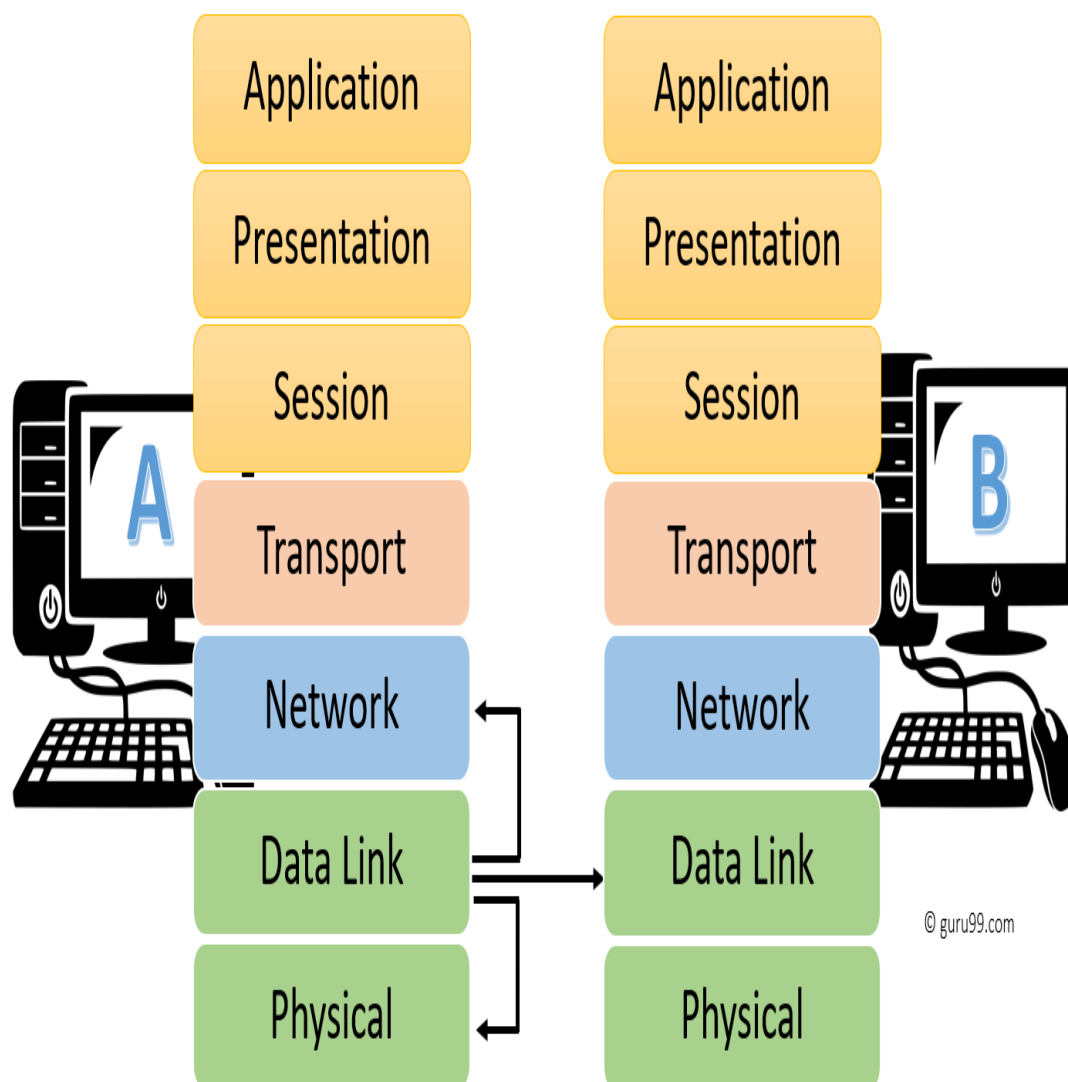 Application
Presentation
Session
Transport
Network
Data Link
Physical
Application
Presentation
Session
Transport
Network
Data Link
Physical
A
B
© guru99.com